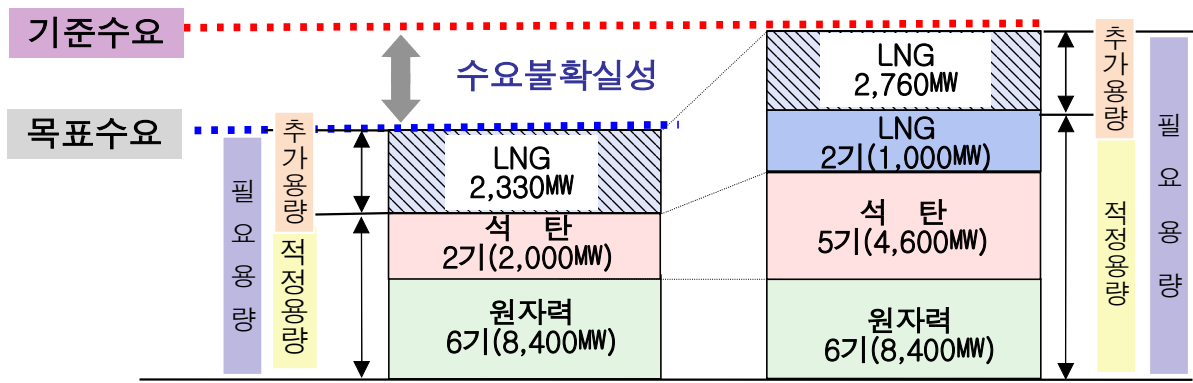 기준수요
수요불확실성
목표수요
필요용량
추가용량
적정용량
LNG
2,330MW
석 탄
2기(2,000MW)
원자력
6기(8,400MW)
LNG
2,760MW
LNG
2기(1,000MW)
석 탄
5기(4,600MW)
원자력
6기(8,400MW)
추가용량
적정용량
필요용량